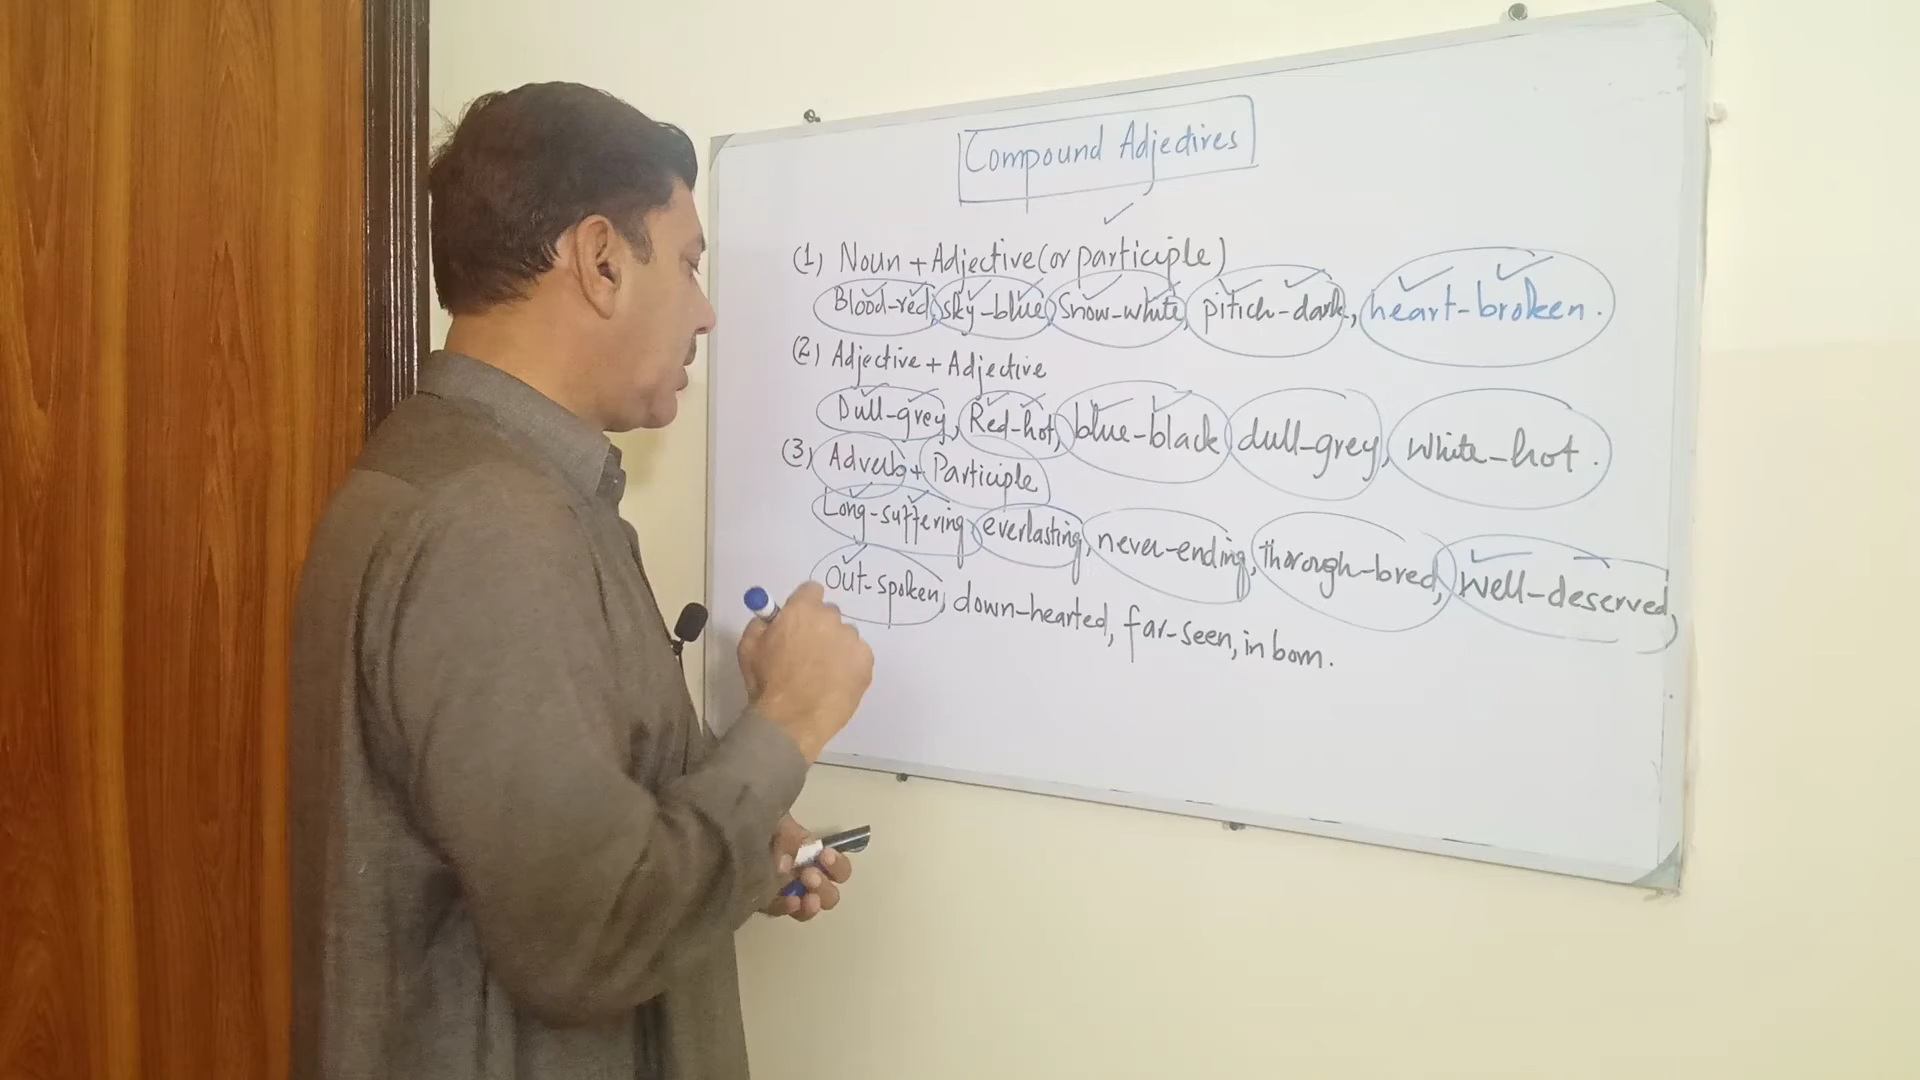 Compound Adjectives
(1) Noun + Adjective (or participle)
Blood-red, sky-blue, Snow-white, pitich-dark, heart-broken.
(2) Adjective + Adjective
Dull-grey, Red-hot, blue-black dull-grey, white-hot.
(3) Adverb + Participle
Long-suffering, everlasting, never-ending, thorough-bred, well-deserved,
Out-spoken, down-hearted, far-seen, in born.